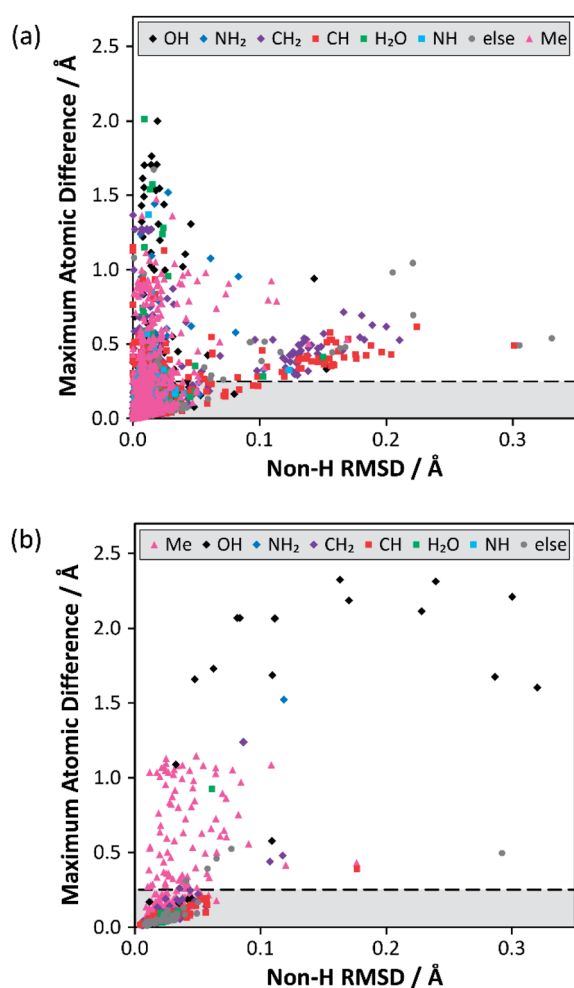 (a)
OH NH₂ CH₂ CH H₂O NH else Me
Maximum Atomic Difference / Å
2.5
2.0
1.5
1.0
0.5
0.0
0.0 0.1 0.2 0.3
Non-H RMSD / Å
(b)
Me OH NH₂ CH₂ CH H₂O NH else
Maximum Atomic Difference / Å
2.5
2.0
1.5
1.0
0.5
0.0
0.0 0.1 0.2 0.3
Non-H RMSD / Å